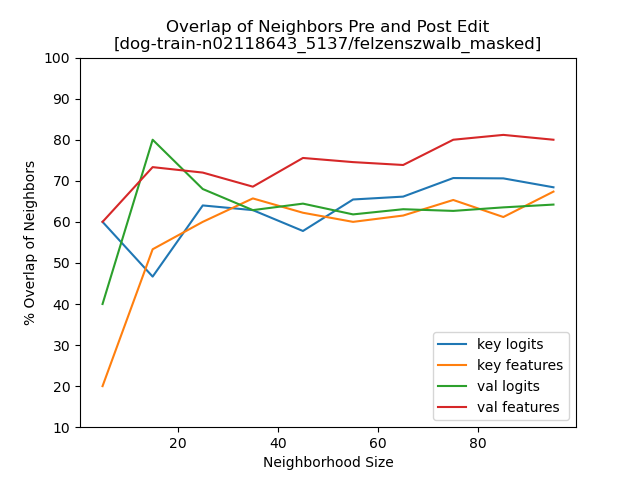 Overlap of Neighbors Pre and Post Edit
[dog-train-n02118643_5137/felzenszwalb_masked]
100
90
80
70
60
50
40
30
20
10
% Overlap of Neighbors
key logits
key features
val logits
val features
20 40 60 80
Neighborhood Size